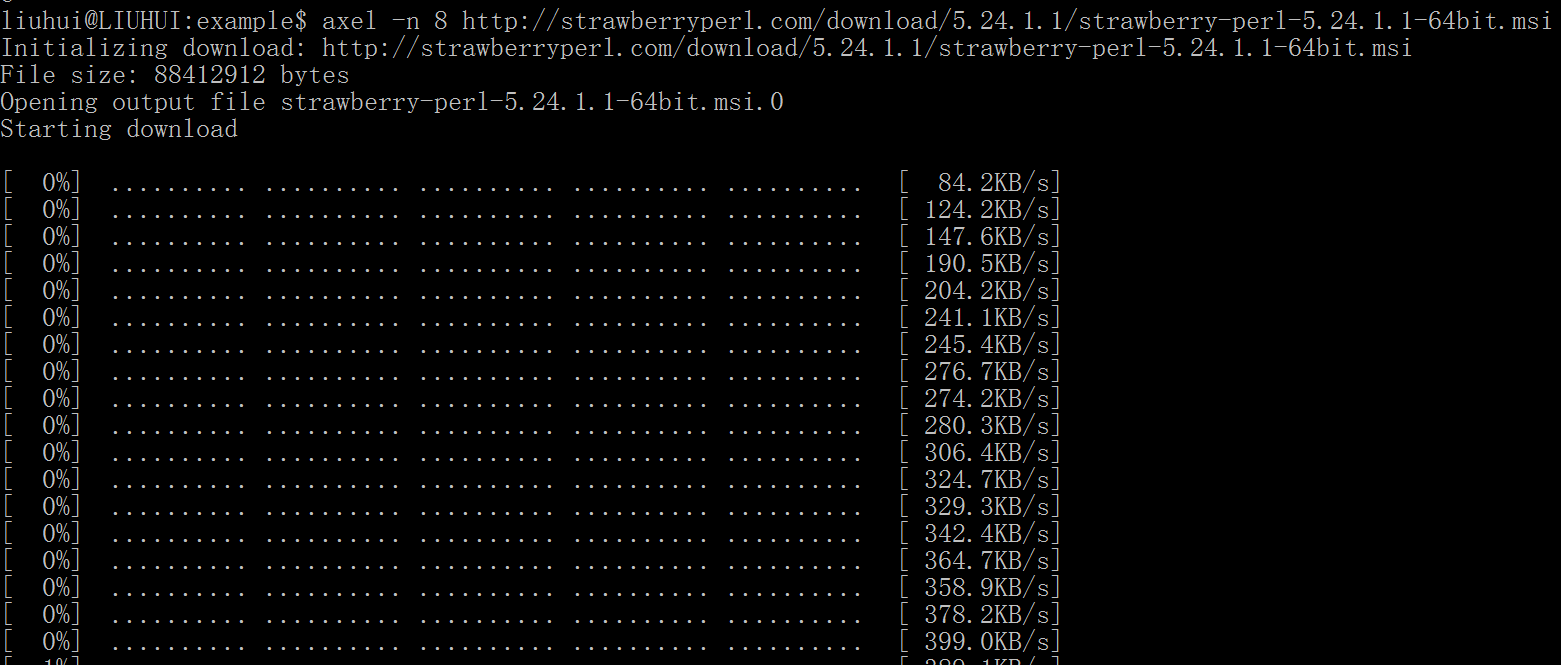 liuhui@LIUHUI:example$ axel -n 8 http://strawberryperl.com/download/5.24.1.1/strawberry-perl-5.24.1.1-64bit.msi
Initializing download: http://strawberryperl.com/download/5.24.1.1/strawberry-perl-5.24.1.1-64bit.msi
File size: 88412912 bytes
Opening output file strawberry-perl-5.24.1.1-64bit.msi.0
Starting download
[  0%]  .......... .......... .......... .......... ..........  [  84.2KB/s]
[  0%]  .......... .......... .......... .......... ..........  [ 124.2KB/s]
[  0%]  .......... .......... .......... .......... ..........  [ 147.6KB/s]
[  0%]  .......... .......... .......... .......... ..........  [ 190.5KB/s]
[  0%]  .......... .......... .......... .......... ..........  [ 204.2KB/s]
[  0%]  .......... .......... .......... .......... ..........  [ 241.1KB/s]
[  0%]  .......... .......... .......... .......... ..........  [ 245.4KB/s]
[  0%]  .......... .......... .......... .......... ..........  [ 276.7KB/s]
[  0%]  .......... .......... .......... .......... ..........  [ 274.2KB/s]
[  0%]  .......... .......... .......... .......... ..........  [ 280.3KB/s]
[  0%]  .......... .......... .......... .......... ..........  [ 306.4KB/s]
[  0%]  .......... .......... .......... .......... ..........  [ 324.7KB/s]
[  0%]  .......... .......... .......... .......... ..........  [ 329.3KB/s]
[  0%]  .......... .......... .......... .......... ..........  [ 342.4KB/s]
[  0%]  .......... .......... .......... .......... ..........  [ 364.7KB/s]
[  0%]  .......... .......... .......... .......... ..........  [ 358.9KB/s]
[  0%]  .......... .......... .......... .......... ..........  [ 378.2KB/s]
[  0%]  .......... .......... .......... .......... ..........  [ 399.0KB/s]